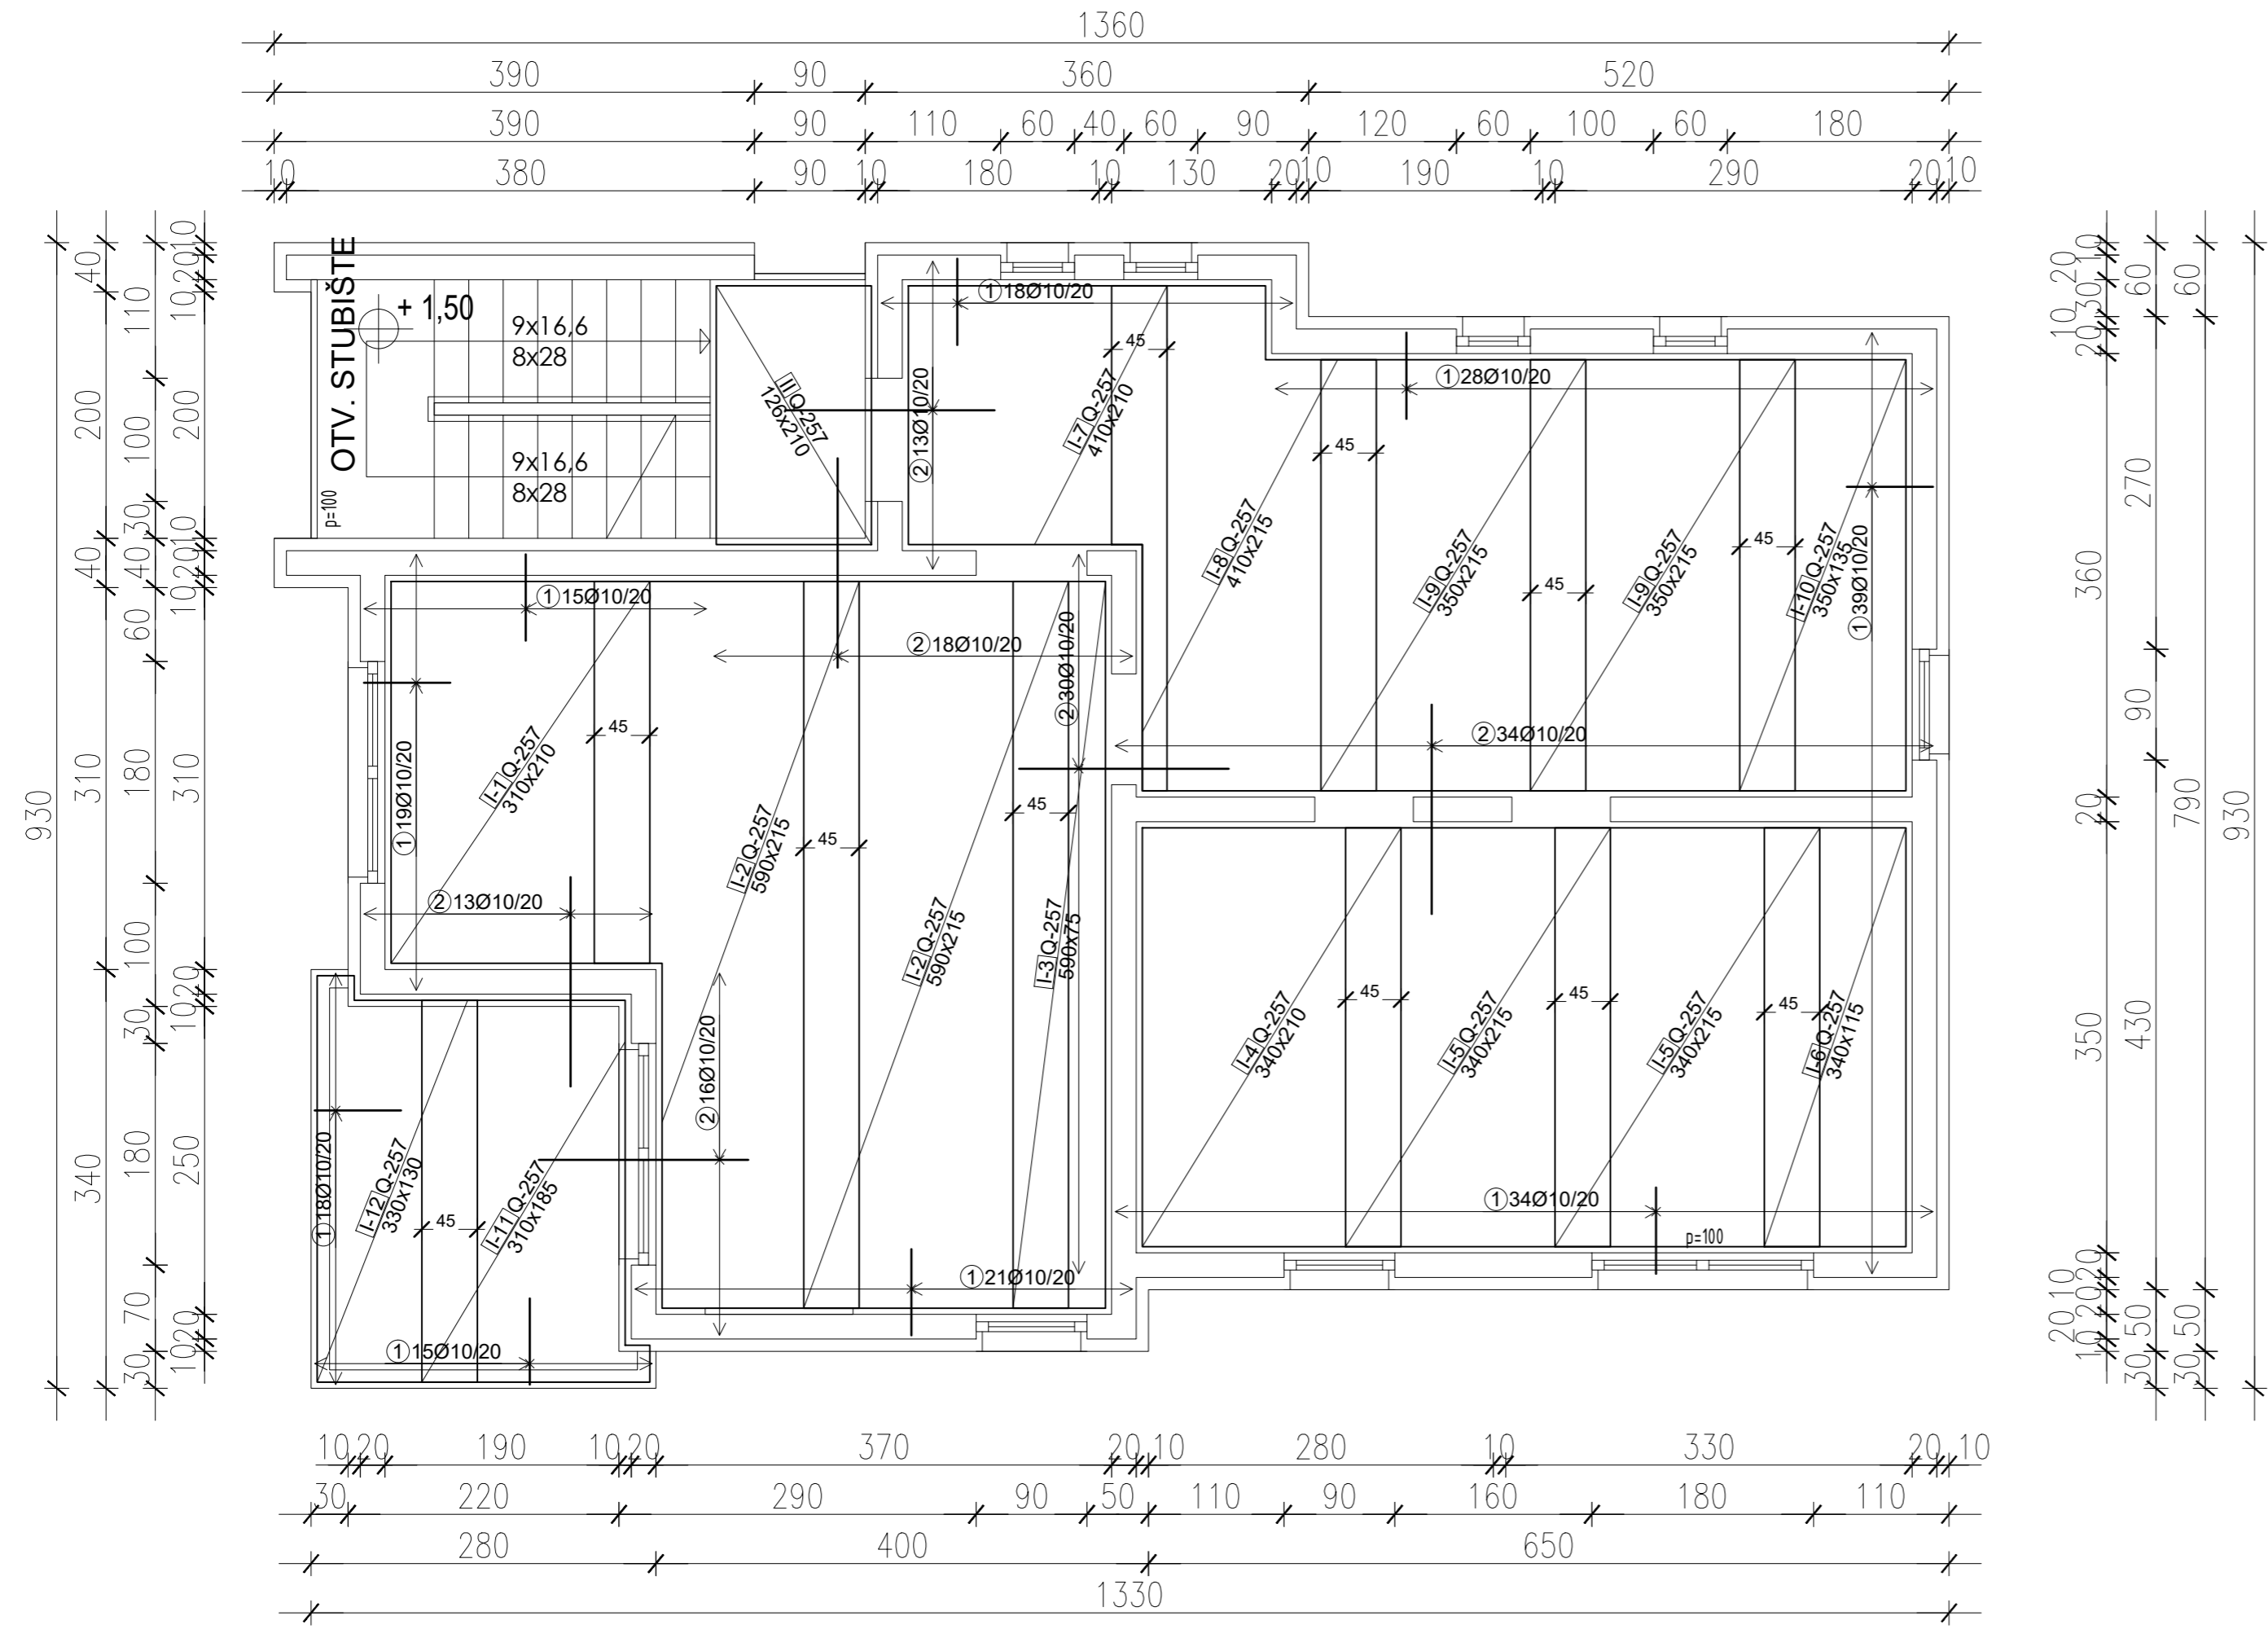 1360
390 90 360 520
390 90 110 60 40 60 90 120 60 100 60 180
10 380 90 10 180 10 130 20 10 190 10 290 20 10
930
40 200 40 310 340
110 100 30 40 60 180 100 30 180 70 30
10 20 10 200 10 20 10 310 20 10 250 20 10
OTV. STUBIŠTE
+ 1,50
9x16,6
8x28
9x16,6
8x28
p=100
II Q-257
126x210
①18Ø10/20
②13Ø10/20
45
I-7 Q-257
410x210
①28Ø10/20
45
I-8 Q-257
410x215
I-9 Q-257
350x215
45
I-9 Q-257
350x215
45
I-10 Q-257
350x135
①39Ø10/20
①15Ø10/20
②18Ø10/20
②30Ø10/20
①19Ø10/20
I-1 Q-257
310x210
45
②34Ø10/20
I-2 Q-257
590x215
45
45
②13Ø10/20
I-2 Q-257
590x215
I-3 Q-257
590x75
②16Ø10/20
I-4 Q-257
340x210
45
I-5 Q-257
340x215
45
I-5 Q-257
340x215
45
I-6 Q-257
340x115
①18Ø10/20
I-12 Q-257
330x130
45
I-11 Q-257
310x185
①34Ø10/20
p=100
①21Ø10/20
①15Ø10/20
10 20 30 10 20 360 20 350 20 10 20 20 10
60 270 90 430 50 30
60 790 50 30
930
10 20 190 10 20 370 20 10 280 10 330 20 10
30 220 290 90 50 110 90 160 180 110
280 400 650
1330